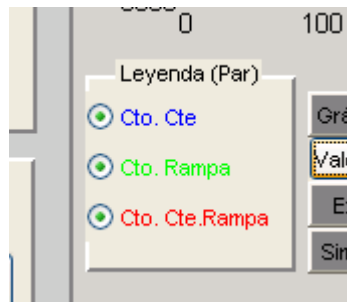 0 100
Leyenda (Par)
Cto. Cte
Cto. Rampa
Cto. Cte.Rampa